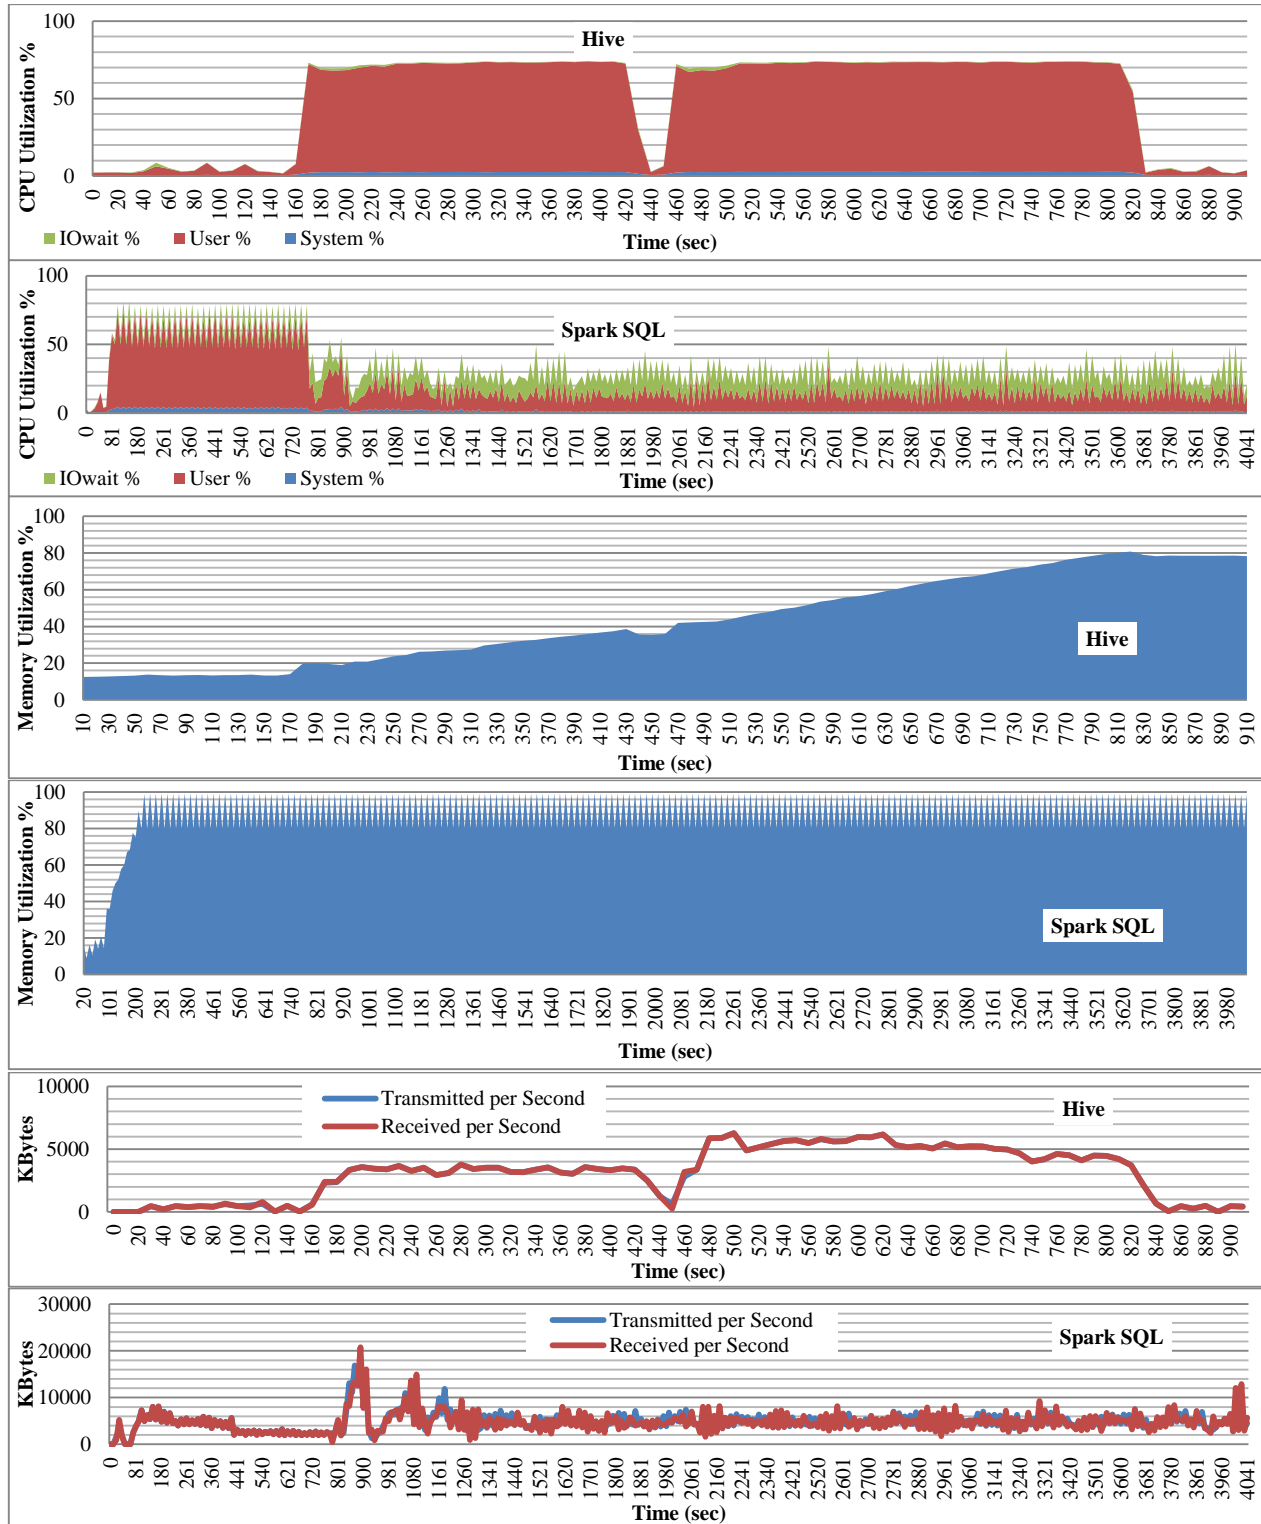 CPU Utilization %
100
50
0
Hive
0 20 40 60 80 100 120 140 160 180 200 220 240 260 280 300 320 340 360 380 400 420 440 460 480 500 520 540 560 580 600 620 640 660 680 700 720 740 760 780 800 820 840 860 880 900
Time (sec)
IOwait % User % System %
CPU Utilization %
100
50
0
Spark SQL
0 81 180 261 360 441 540 621 720 801 900 981 1080 1161 1260 1341 1440 1521 1620 1701 1800 1881 1980 2061 2160 2241 2340 2421 2520 2601 2700 2781 2880 2961 3060 3141 3240 3321 3420 3501 3600 3681 3780 3861 3960 4041
Time (sec)
IOwait % User % System %
Memory Utilization %
100
80
60
40
20
0
Hive
10 30 50 70 90 110 130 150 170 190 210 230 250 270 290 310 330 350 370 390 410 430 450 470 490 510 530 550 570 590 610 630 650 670 690 710 730 750 770 790 810 830 850 870 890 910
Time (sec)
Memory Utilization %
100
80
60
40
20
0
Spark SQL
20 101 200 281 380 461 560 641 740 821 920 1001 1100 1181 1280 1361 1460 1541 1640 1721 1820 1901 2000 2081 2180 2261 2360 2441 2540 2621 2720 2801 2900 2981 3080 3161 3260 3341 3440 3521 3620 3701 3800 3881 3980
Time (sec)
KBytes
10000
5000
0
Transmitted per Second
Received per Second
Hive
0 20 40 60 80 100 120 140 160 180 200 220 240 260 280 300 320 340 360 380 400 420 440 460 480 500 520 540 560 580 600 620 640 660 680 700 720 740 760 780 800 820 840 860 880 900
Time (sec)
KBytes
30000
20000
10000
0
Transmitted per Second
Received per Second
Spark SQL
0 81 180 261 360 441 540 621 720 801 900 980 1080 1161 1260 1341 1440 1521 1620 1701 1800 1881 1980 2061 2160 2241 2340 2421 2520 2601 2700 2781 2880 2961 3060 3141 3240 3321 3420 3501 3600 3681 3780 3861 3960 4041
Time (sec)